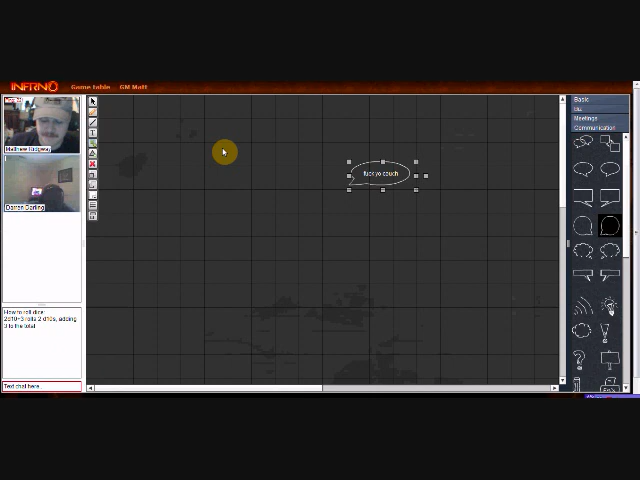 INFRNO Game table GM Matt
Matthew Ridgway
Darren Darling
How to roll dice:
2d10+3 rolls 2 d10s, adding
3 to the total
Text chat here...
T
fuck yo couch
Basic
Meetings
Communication